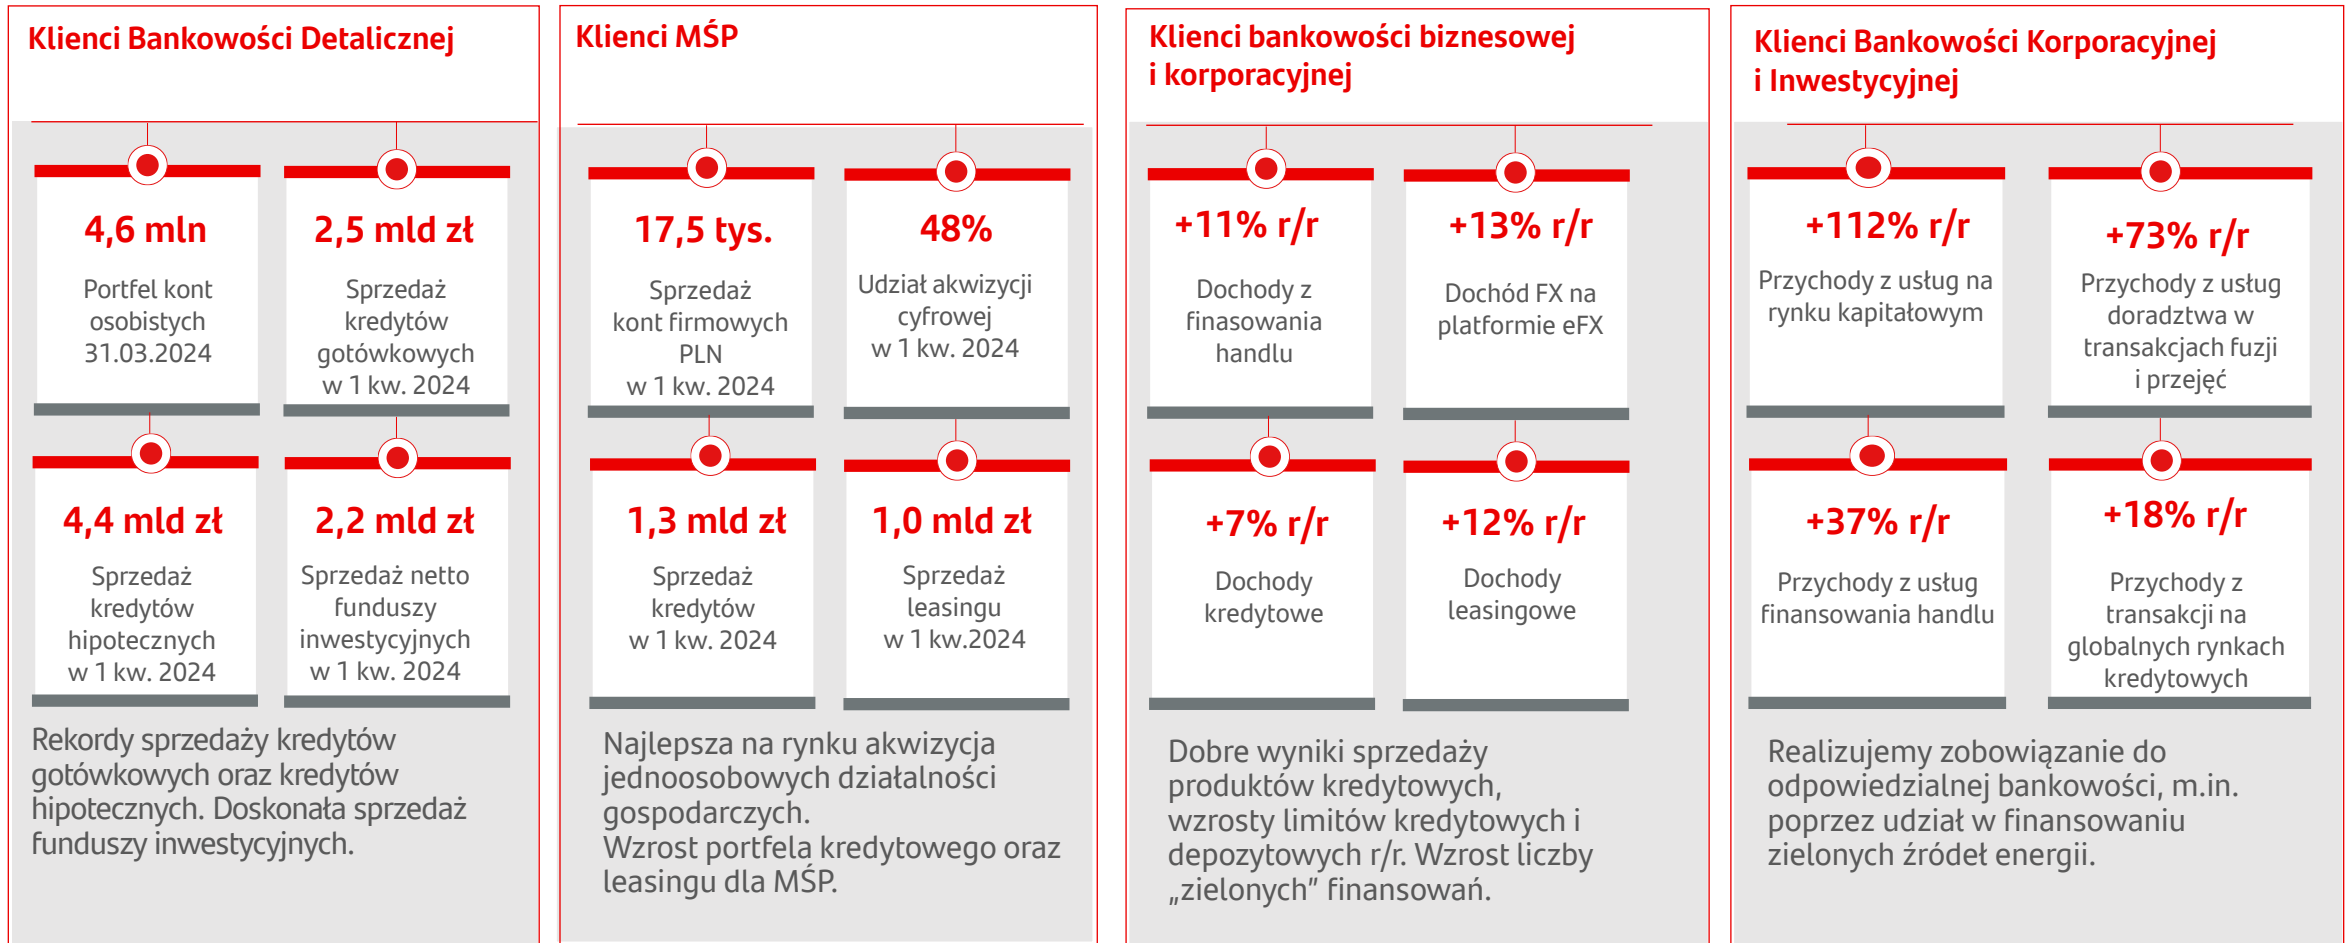 Klienci Bankowości Detalicznej
4,6 mln
Portfel kont
osobistych
31.03.2024
2,5 mld zł
Sprzedaż
kredytów
gotówkowych
w 1 kw. 2024
4,4 mld zł
Sprzedaż
kredytów
hipotecznych
w 1 kw. 2024
2,2 mld zł
Sprzedaż netto
funduszy
inwestycyjnych
w 1 kw. 2024
Rekordy sprzedaży kredytów
gotówkowych oraz kredytów
hipotecznych. Doskonała sprzedaż
funduszy inwestycyjnych.
Klienci MŚP
17,5 tys.
Sprzedaż
kont firmowych
PLN
w 1 kw. 2024
48%
Udział akwizycji
cyfrowej
w 1 kw. 2024
1,3 mld zł
Sprzedaż
kredytów
w 1 kw. 2024
1,0 mld zł
Sprzedaż
leasingu
w 1 kw.2024
Najlepsza na rynku akwizycja
jednoosobowych działalności
gospodarczych.
Wzrost portfela kredytowego oraz
leasingu dla MŚP.
Klienci bankowości biznesowej
i korporacyjnej
+11% r/r
Dochody z
finasowania
handlu
+13% r/r
Dochód FX na
platformie eFX
+7% r/r
Dochody
kredytowe
+12% r/r
Dochody
leasingowe
Dobre wyniki sprzedaży
produktów kredytowych,
wzrosty limitów kredytowych i
depozytowych r/r. Wzrost liczby
„zielonych” finansowań.
Klienci Bankowości Korporacyjnej
i Inwestycyjnej
+112% r/r
Przychody z usług na
rynku kapitałowym
+73% r/r
Przychody z usług
doradztwa w
transakcjach fuzji
i przejęć
+37% r/r
Przychody z usług
finansowania handlu
+18% r/r
Przychody z
transakcji na
globalnych rynkach
kredytowych
Realizujemy zobowiązanie do
odpowiedzialnej bankowości, m.in.
poprzez udział w finansowaniu
zielonych źródeł energii.